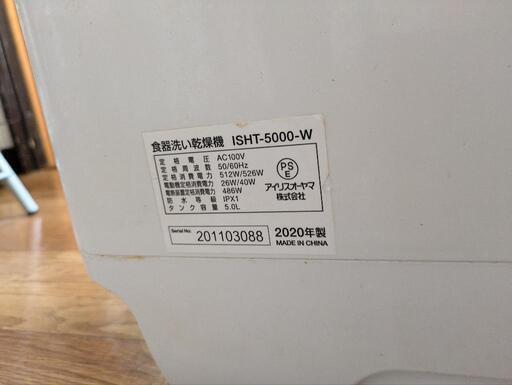 食器洗い乾燥機 ISHT-5000-W
定格電圧 AC100V
定格周波数 50/60Hz
定格消費電力 512W/526W
電動機定格消費電力 26W/40W
電熱装置定格消費電力 486W
防水等級 IPX1
タンク容量 5.0L
PS
E
アイリスオーヤマ
株式会社
Serial No: 201103088
2020年製
MADE IN CHINA